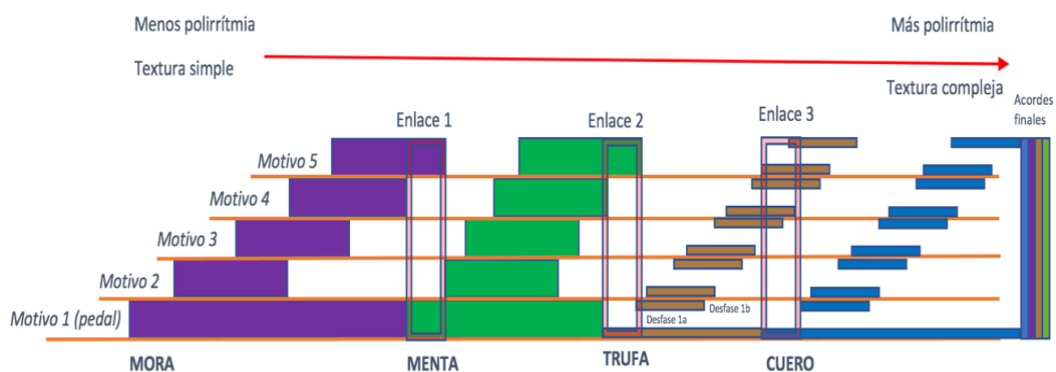 Menos polirrítmia
Más polirrítmia
Textura simple
Textura compleja
Acordes
finales
Enlace 1
Enlace 2
Enlace 3
Motivo 5
Motivo 4
Motivo 3
Motivo 2
Motivo 1 (pedal)
Desfase 1a
Desfase 1b
MORA
MENTA
TRUFA
CUERO